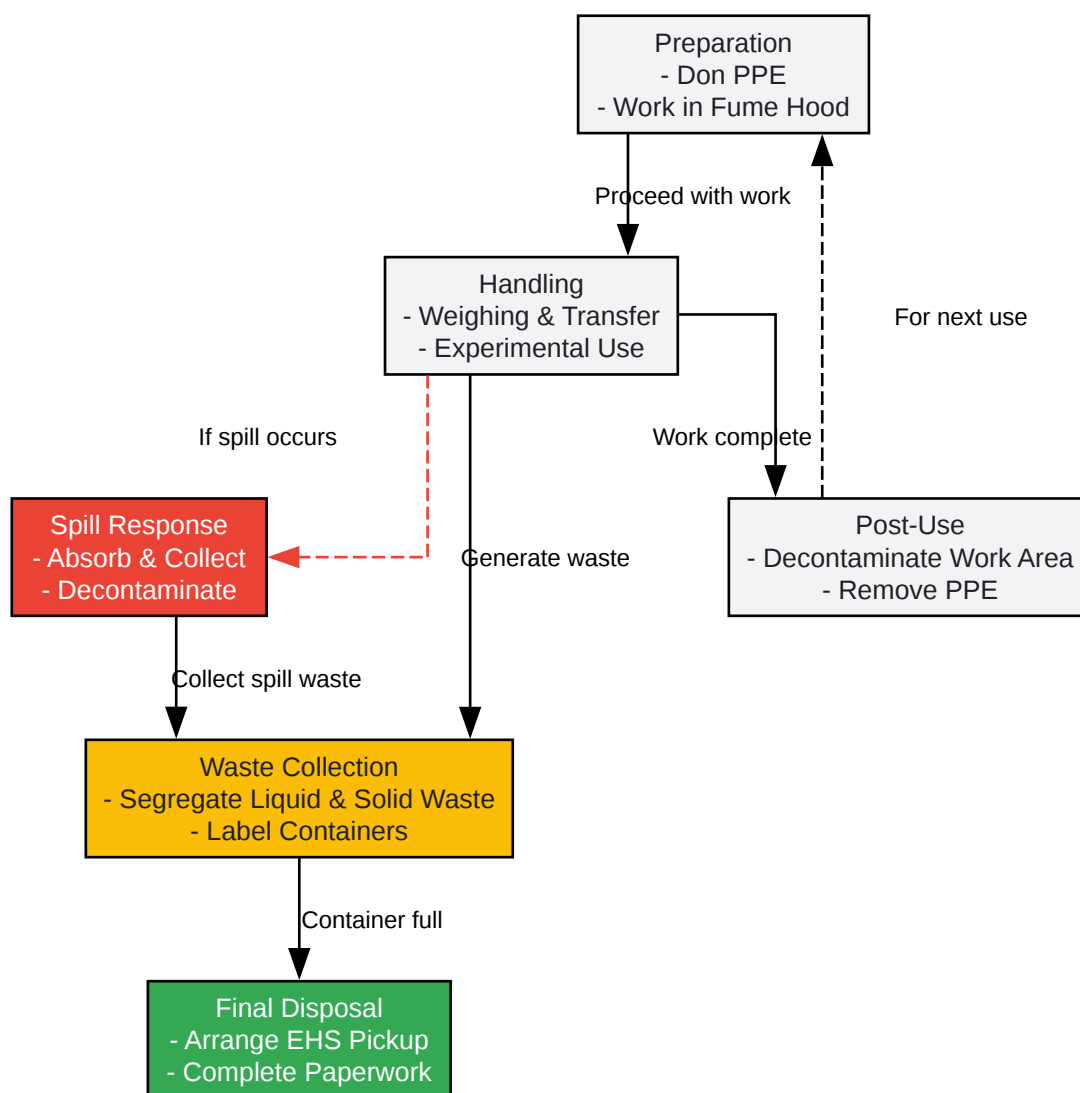 Preparation
- Don PPE
- Work in Fume Hood
Proceed with work
Handling
- Weighing & Transfer
- Experimental Use
For next use
If spill occurs
Work complete
Spill Response
- Absorb & Collect
- Decontaminate
Generate waste
Post-Use
- Decontaminate Work Area
- Remove PPE
Collect spill waste
Waste Collection
- Segregate Liquid & Solid Waste
- Label Containers
Container full
Final Disposal
- Arrange EHS Pickup
- Complete Paperwork